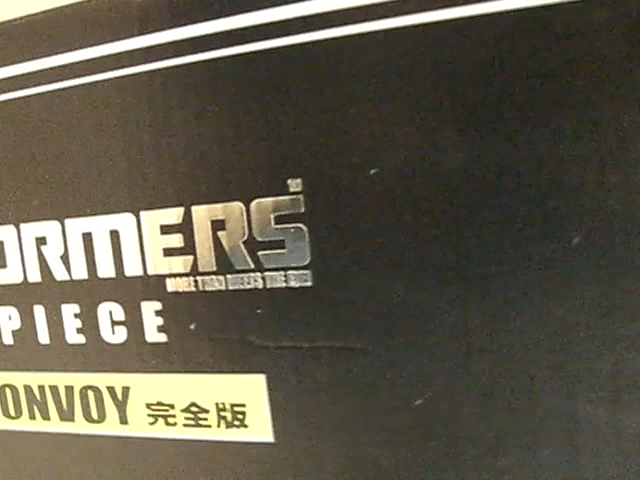 ORMERS
MORE THAN MEETS THE EYE
PIECE
ONVOY 完全版